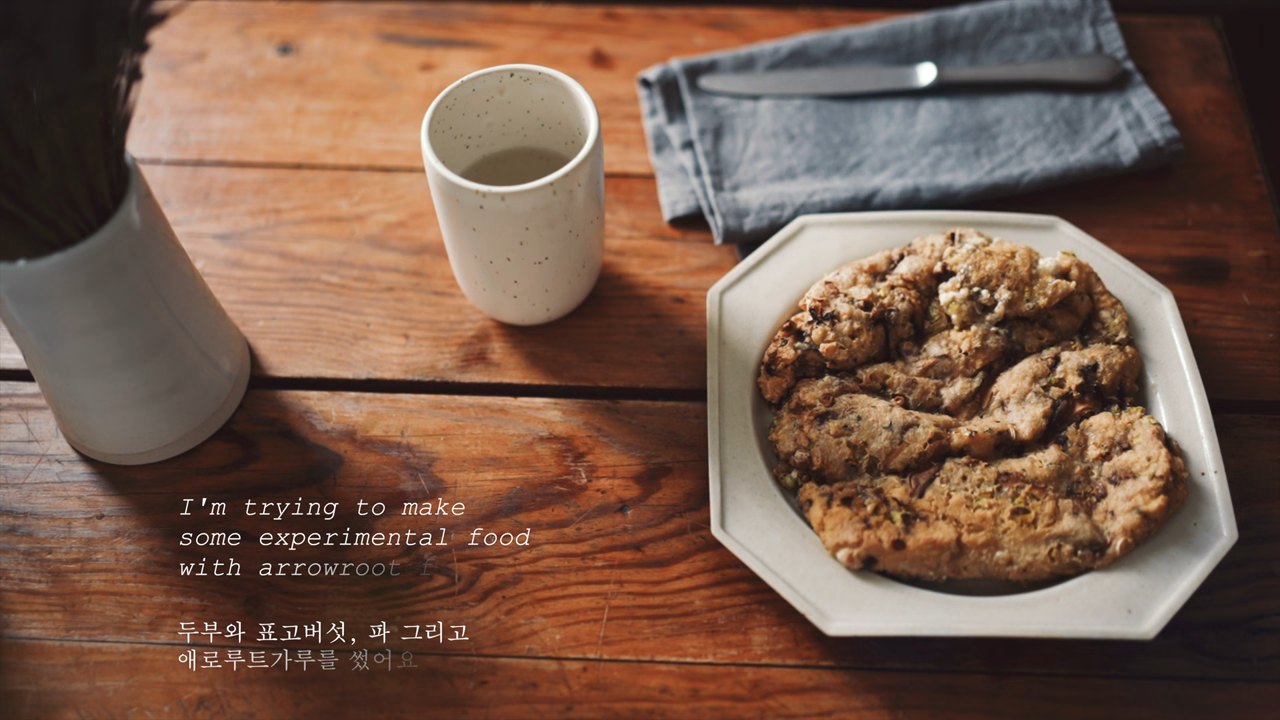 I'm trying to make
some experimental food
with arrowroot f
두부와 표고버섯, 파 그리고
애로루트가루를 썼어요